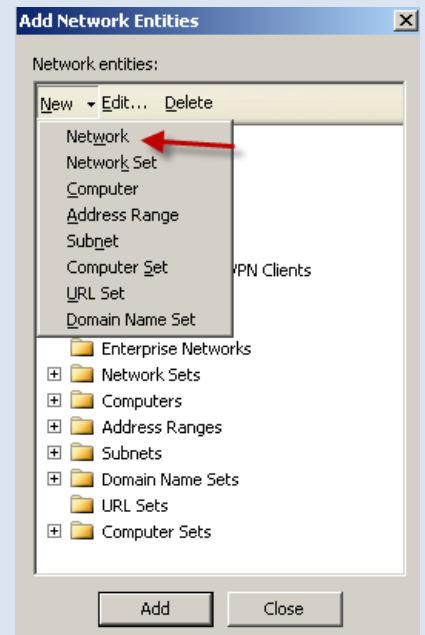 Add Network Entities
Network entities:
New Edit... Delete
Network
Network Set
Computer
Address Range
Subnet
Computer Set
URL Set
Domain Name Set
Clients
Enterprise Networks
Network Sets
Computers
Address Ranges
Subnets
Domain Name Sets
URL Sets
Computer Sets
Add Close